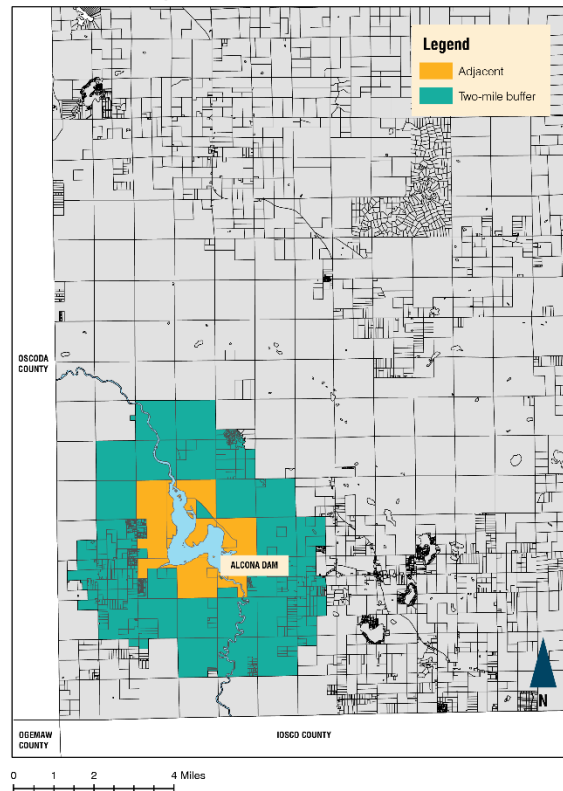 Legend
Adjacent
Two-mile buffer
OSCODA
COUNTY
ALCONA DAM
N
OGEMAW
COUNTY
IOSCO COUNTY
0 1 2 4 Miles